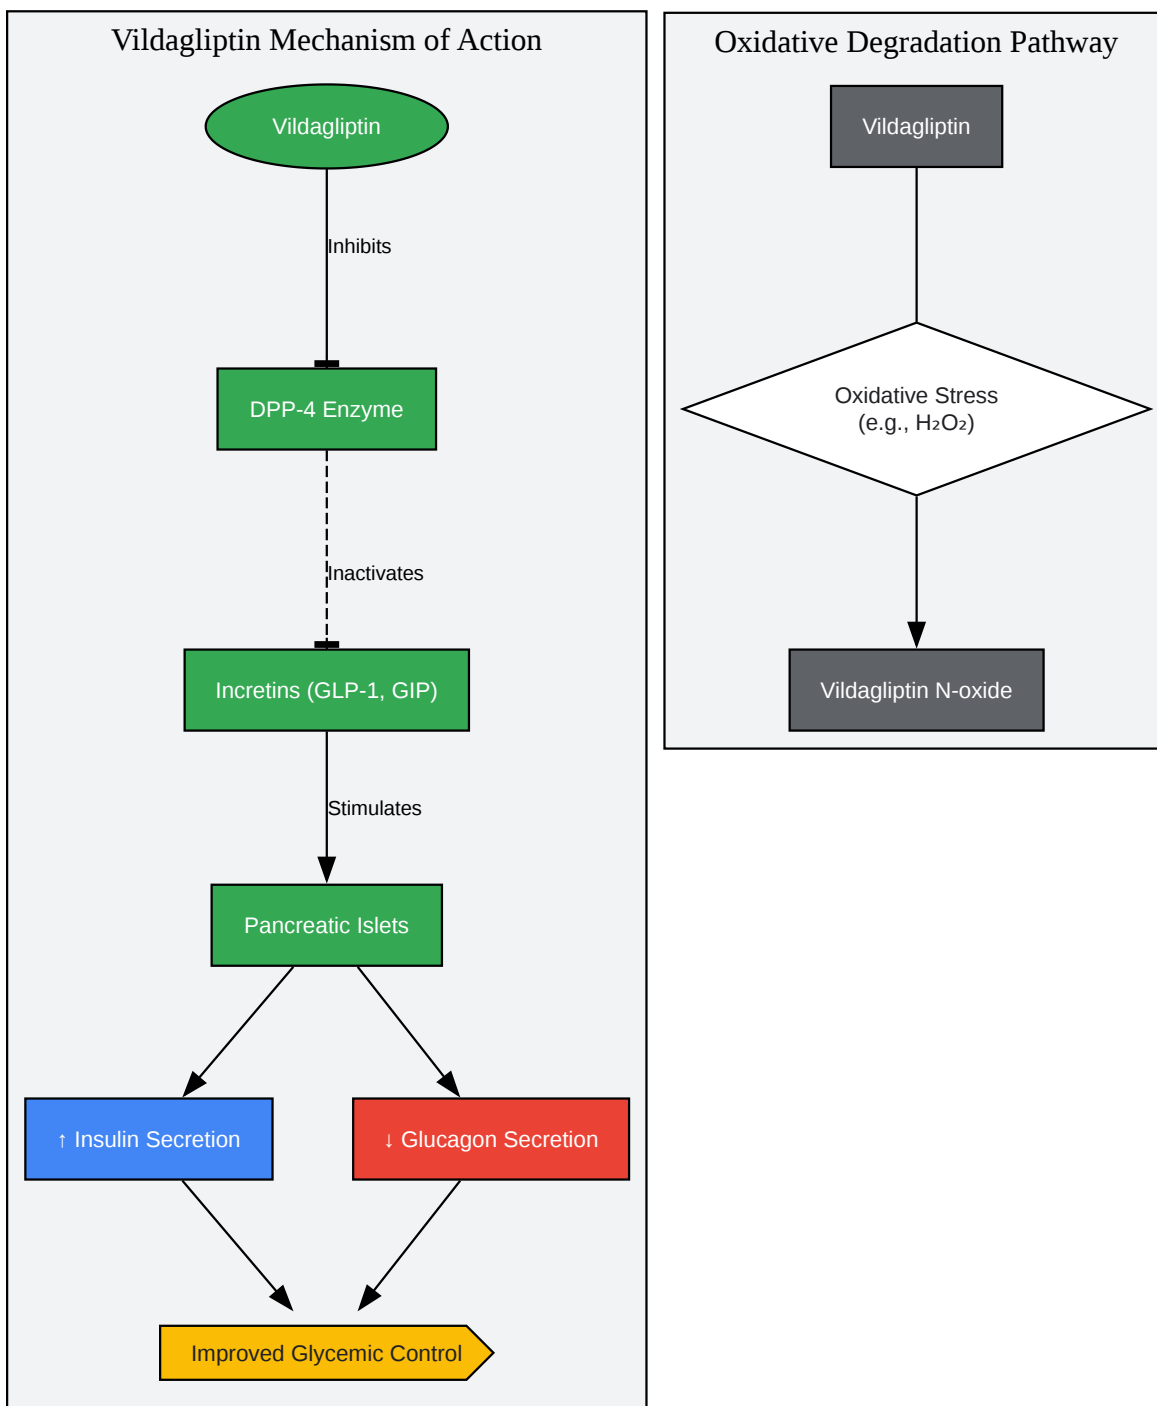 Vildagliptin Mechanism of Action
Vildagliptin
Inhibits
DPP-4 Enzyme
Inactivates
Incretins (GLP-1, GIP)
Stimulates
Pancreatic Islets
↑ Insulin Secretion
↓ Glucagon Secretion
Improved Glycemic Control
Oxidative Degradation Pathway
Vildagliptin
Oxidative Stress
(e.g., H₂O₂)
Vildagliptin N-oxide